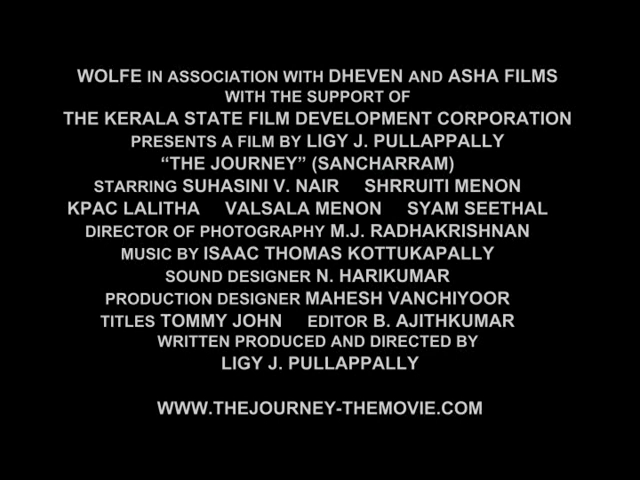 WOLFE IN ASSOCIATION WITH DHEVEN AND ASHA FILMS
WITH THE SUPPORT OF
THE KERALA STATE FILM DEVELOPMENT CORPORATION
PRESENTS A FILM BY LIGY J. PULLAPPALLY
“THE JOURNEY” (SANCHARRAM)
STARRING SUHASINI V. NAIR SHRRUITI MENON
KPAC LALITHA VALSALA MENON SYAM SEETHAL
DIRECTOR OF PHOTOGRAPHY M.J. RADHAKRISHNAN
MUSIC BY ISAAC THOMAS KOTTUKAPALLY
SOUND DESIGNER N. HARIKUMAR
PRODUCTION DESIGNER MAHESH VANCHIYOOR
TITLES TOMMY JOHN EDITOR B. AJITHKUMAR
WRITTEN PRODUCED AND DIRECTED BY
LIGY J. PULLAPPALLY
WWW.THEJOURNEY-THEMOVIE.COM